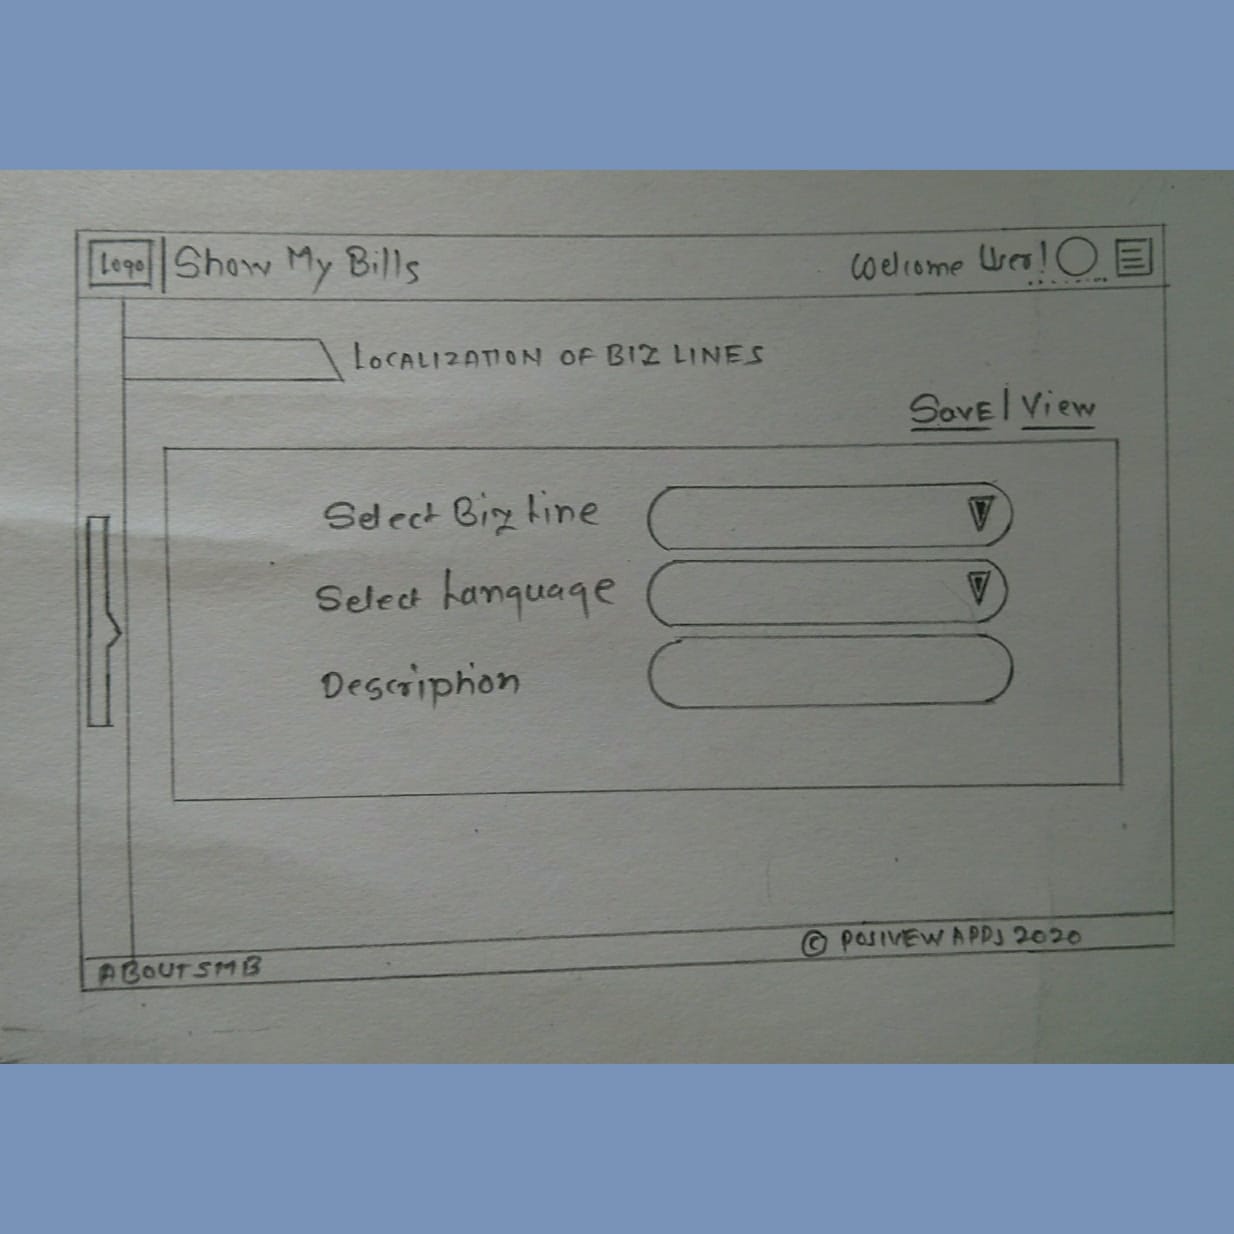 Logo Show My Bills Welcome User!
LOCALIZATION OF BIZ LINES
SAVE | View
Select Biz Line
Select Language
Description
ABOUT SMB © POSIVEW APPS 2020